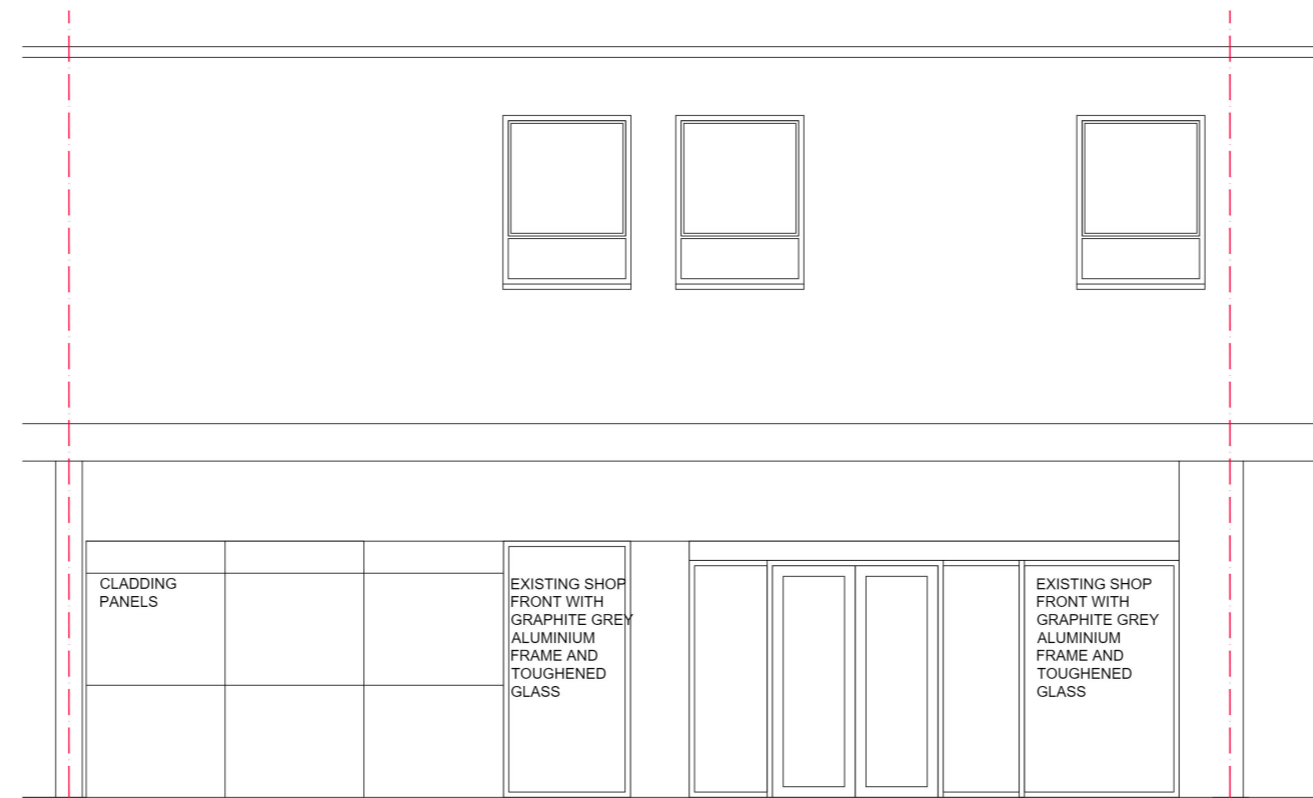 CLADDING
PANELS
EXISTING SHOP
FRONT WITH
GRAPHITE GREY
ALUMINIUM
FRAME AND
TOUGHENED
GLASS
EXISTING SHOP
FRONT WITH
GRAPHITE GREY
ALUMINIUM
FRAME AND
TOUGHENED
GLASS